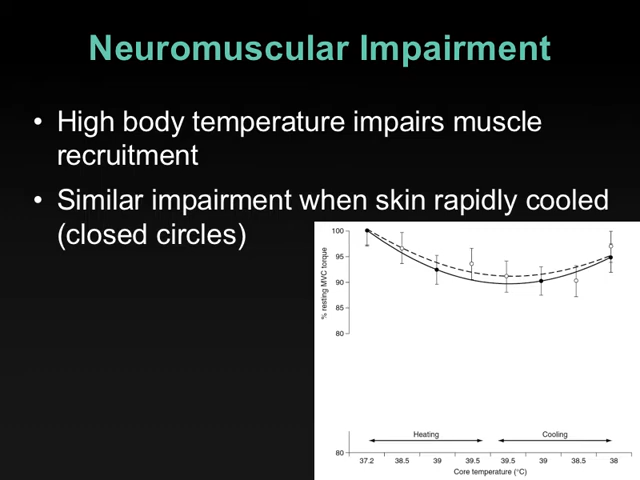 Neuromuscular Impairment
• High body temperature impairs muscle
recruitment
• Similar impairment when skin rapidly cooled
(closed circles)
% resting MVC torque
100
95
90
85
80
80
Heating
Cooling
37.2 38.5 39 39.5 39.5 39 38.5 38
Core temperature (°C)